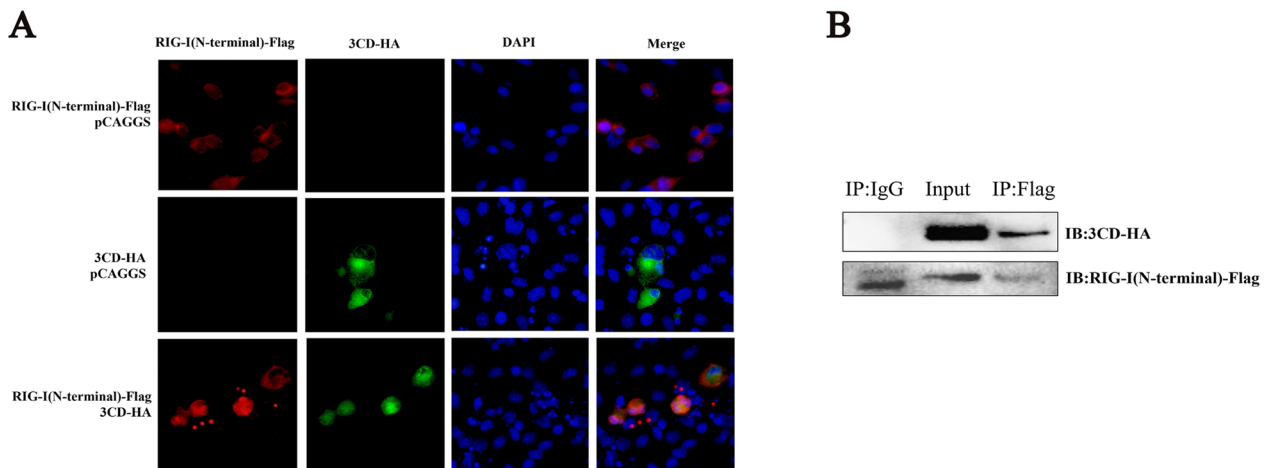 A
B
RIG-I(N-terminal)-Flag 3CD-HA DAPI Merge
RIG-I(N-terminal)-Flag
pCAGGS
3CD-HA
pCAGGS
RIG-I(N-terminal)-Flag
3CD-HA
IP:IgG Input IP:Flag
IB:3CD-HA
IB:RIG-I(N-terminal)-Flag